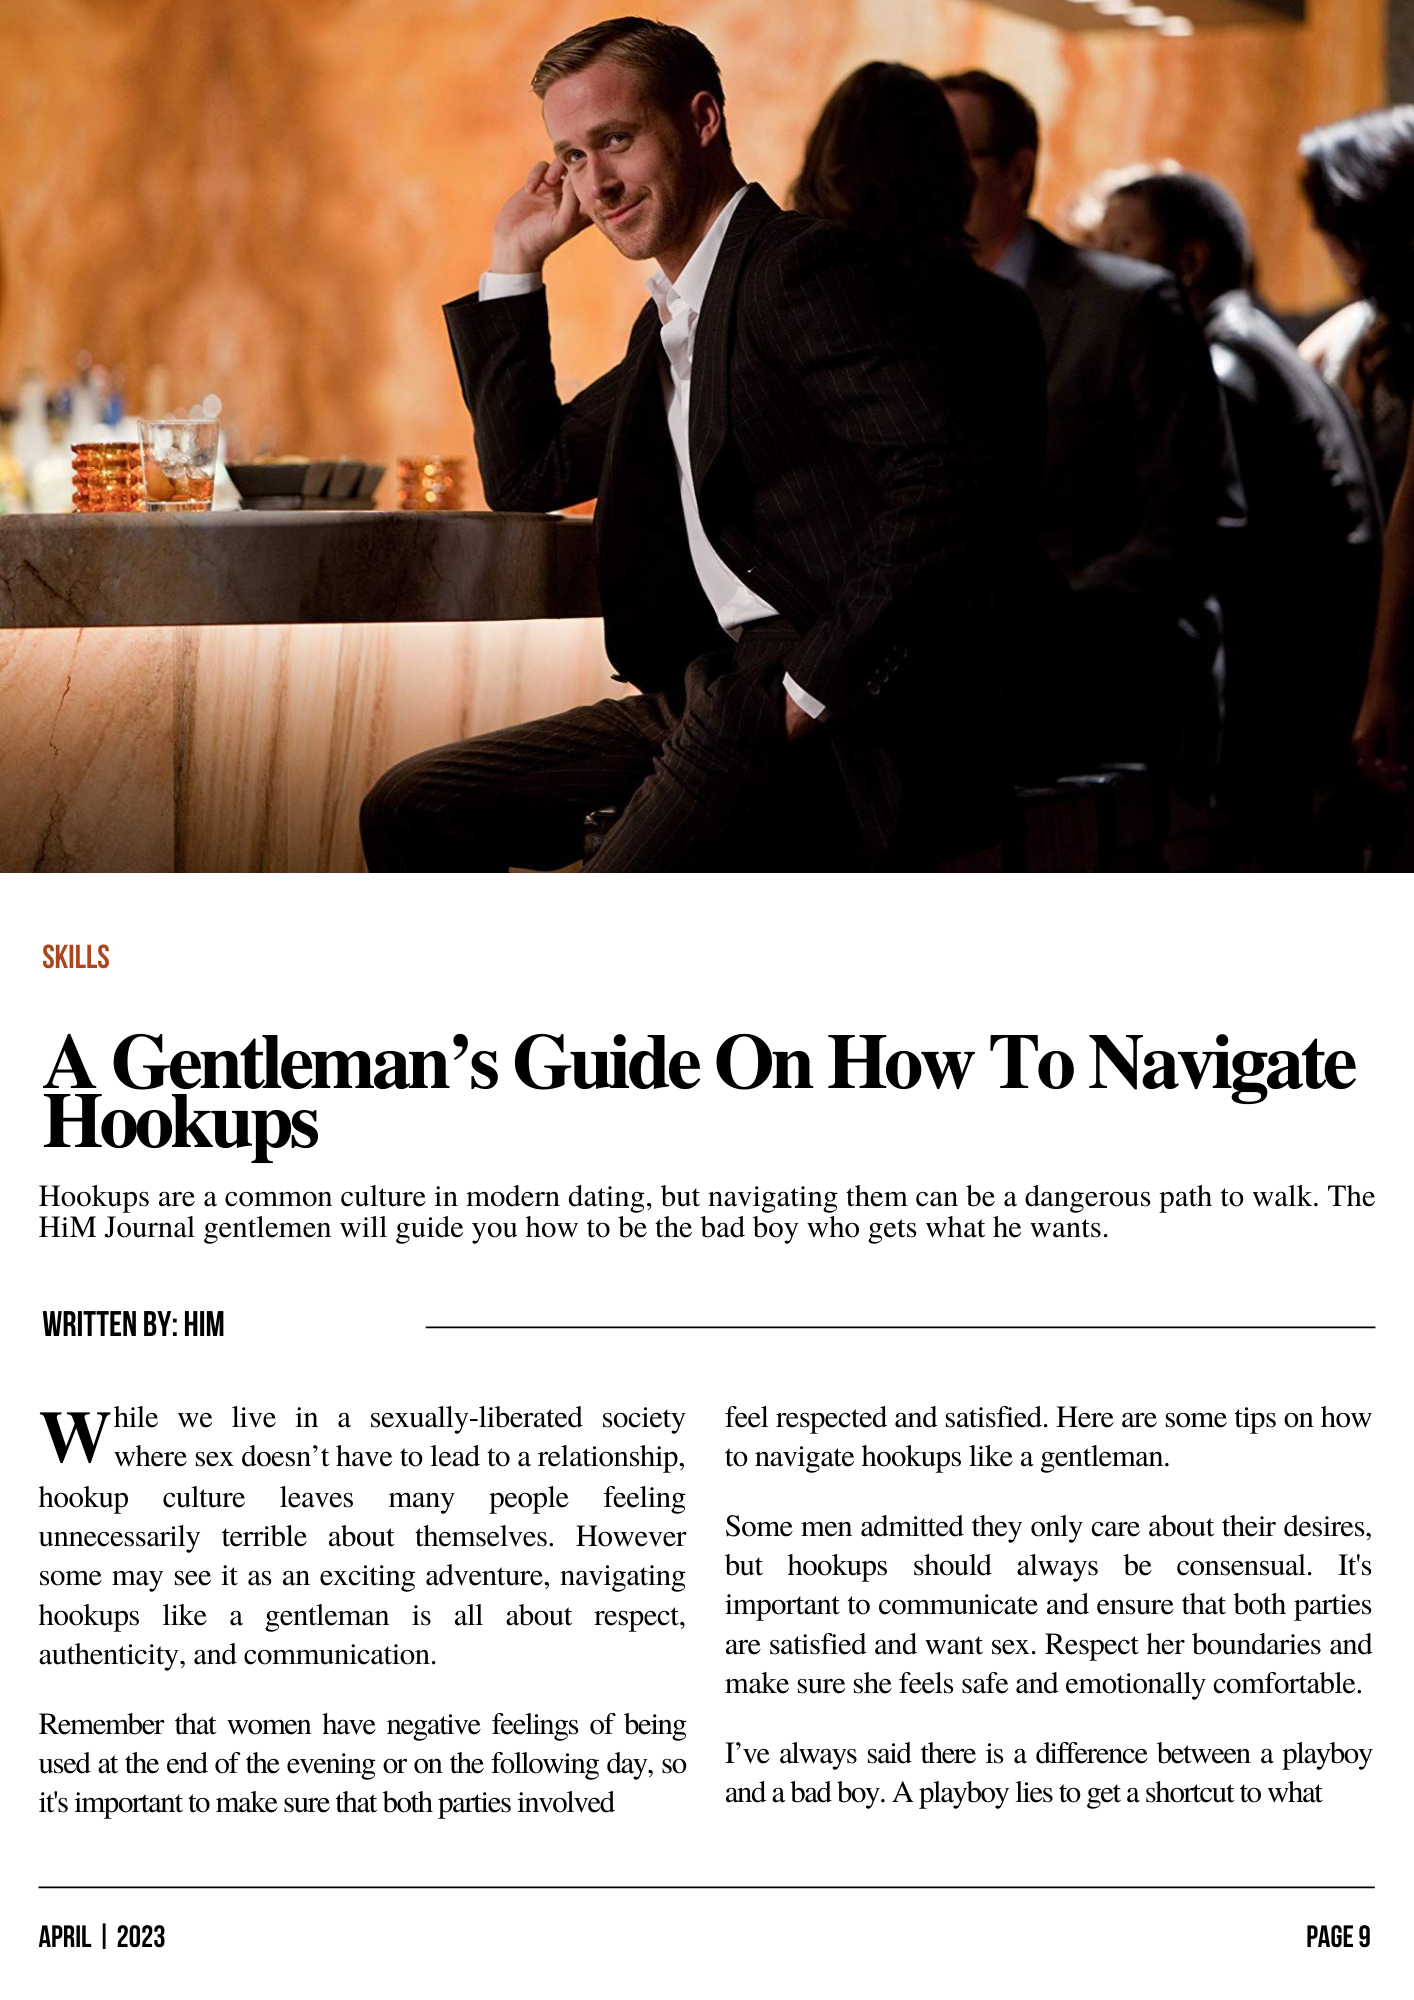 SKILLS
A Gentleman’s Guide On How To Navigate
Hookups
Hookups are a common culture in modern dating, but navigating them can be a dangerous path to walk. The
HiM Journal gentlemen will guide you how to be the bad boy who gets what he wants.
WRITTEN BY: HIM
While we live in a sexually-liberated society
where sex doesn’t have to lead to a relationship,
hookup culture leaves many people feeling
unnecessarily terrible about themselves. However
some may see it as an exciting adventure, navigating
hookups like a gentleman is all about respect,
authenticity, and communication.
Remember that women have negative feelings of being
used at the end of the evening or on the following day, so
it's important to make sure that both parties involved
feel respected and satisfied. Here are some tips on how
to navigate hookups like a gentleman.
Some men admitted they only care about their desires,
but hookups should always be consensual. It's
important to communicate and ensure that both parties
are satisfied and want sex. Respect her boundaries and
make sure she feels safe and emotionally comfortable.
I’ve always said there is a difference between a playboy
and a bad boy. A playboy lies to get a shortcut to what
APRIL | 2023
PAGE 9